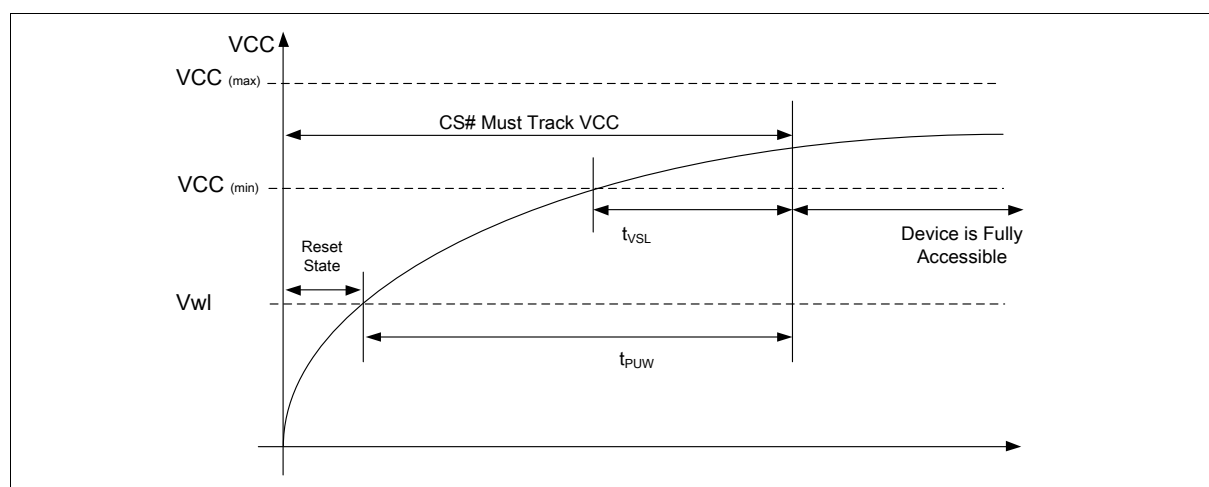 VCC
VCC (max)
CS# Must Track VCC
VCC (min)
tVSL
Device is Fully
Accessible
Reset
State
Vwl
tPUW